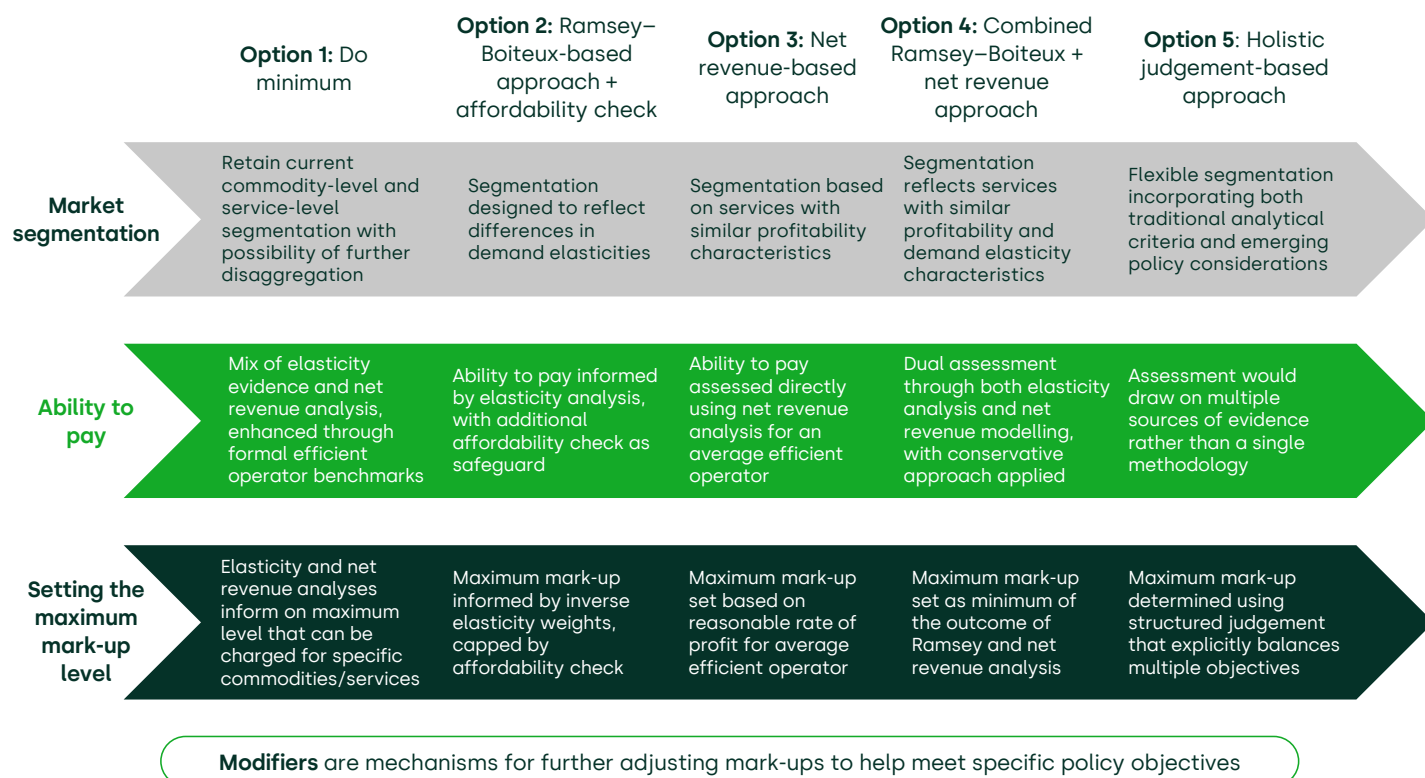 Option 1: Do
minimum
Option 2: Ramsey–
Boiteux-based
approach +
affordability check
Option 3: Net
revenue-based
approach
Option 4: Combined
Ramsey–Boiteux +
net revenue
approach
Option 5: Holistic
judgement-based
approach
Market
segmentation
Retain current
commodity-level and
service-level
segmentation with
possibility of further
disaggregation
Segmentation
designed to reflect
differences in
demand elasticities
Segmentation based
on services with
similar profitability
characteristics
Segmentation
reflects services
with similar
profitability and
demand elasticity
characteristics
Flexible segmentation
incorporating both
traditional analytical
criteria and emerging
policy considerations
Ability to
pay
Mix of elasticity
evidence and net
revenue analysis,
enhanced through
formal efficient
operator benchmarks
Ability to pay informed
by elasticity analysis,
with additional
affordability check as
safeguard
Ability to pay
assessed directly
using net revenue
analysis for an
average efficient
operator
Dual assessment
through both elasticity
analysis and net
revenue modelling,
with conservative
approach applied
Assessment would
draw on multiple
sources of evidence
rather than a single
methodology
Setting the
maximum
mark-up
level
Elasticity and net
revenue analyses
inform on maximum
level that can be
charged for specific
commodities/services
Maximum mark-up
informed by inverse
elasticity weights,
capped by
affordability check
Maximum mark-up
set based on
reasonable rate of
profit for average
efficient operator
Maximum mark-up
set as minimum of
the outcome of
Ramsey and net
revenue analysis
Maximum mark-up
determined using
structured judgement
that explicitly balances
multiple objectives
Modifiers are mechanisms for further adjusting mark-ups to help meet specific policy objectives